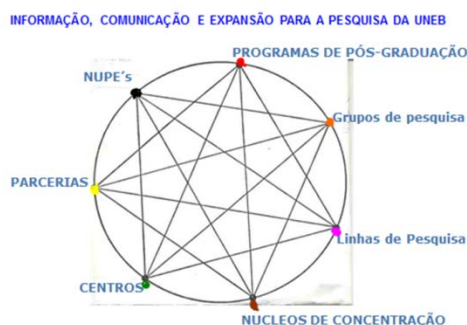 INFORMAÇÃO, COMUNICAÇÃO E EXPANSÃO PARA A PESQUISA DA UNEB
PROGRAMAS DE PÓS-GRADUAÇÃO
NUPE´s
Grupos de pesquisa
PARCERIAS
Linhas de Pesquisa
CENTROS
NUCLEOS DE CONCENTRAÇÃO